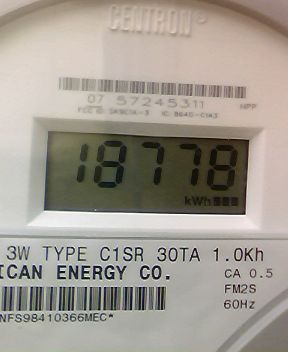 CENTRON
07 57245311 NPP
18778
kWh
3W TYPE C1SR 30TA 1.0Kh
ICAN ENERGY CO. CA 0.5
FM2S
60Hz
NFS98410366MEC*